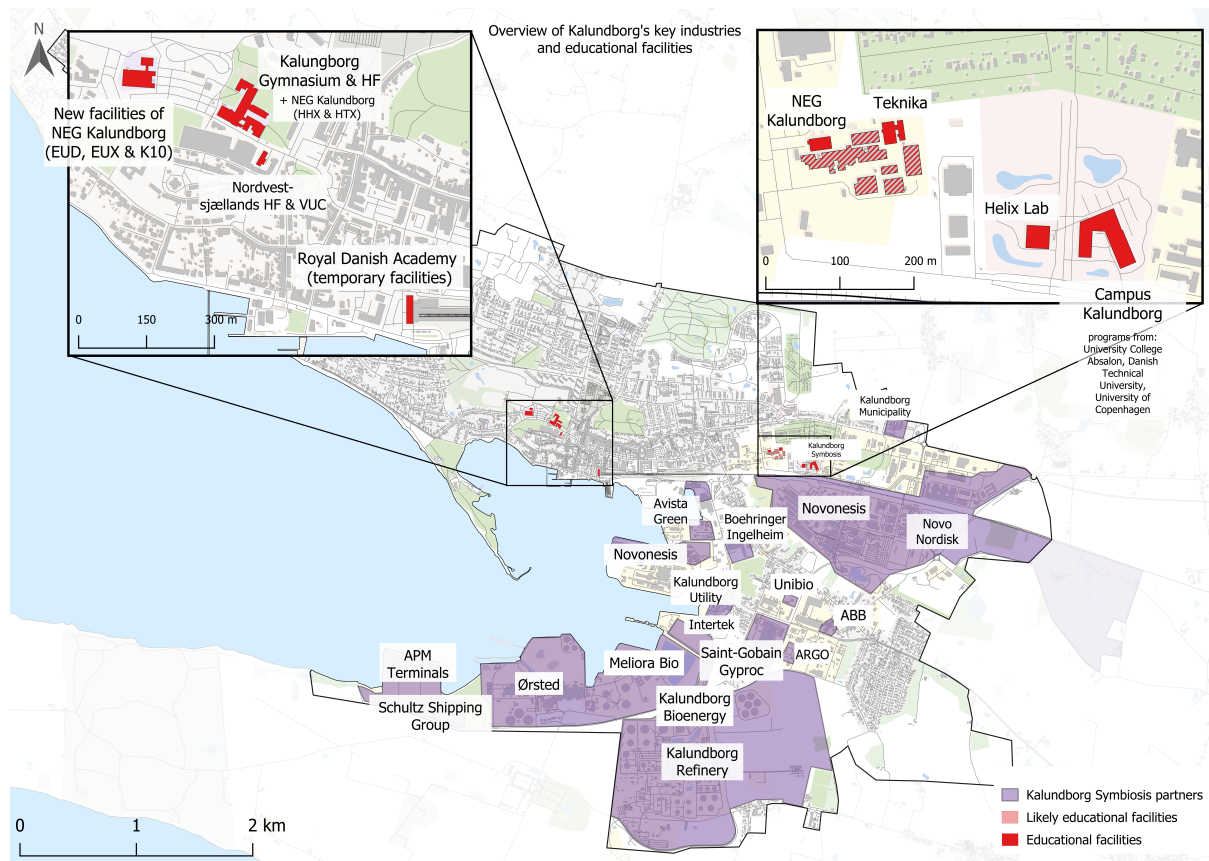 Overview of Kalundborg's key industries
and educational facilities
N
Kalungborg
Gymnasium & HF
+ NEG Kalundborg
(HHX & HTX)
New facilities of
NEG Kalundborg
(EUD, EUX & K10)
Nordvest-
sjællands HF & VUC
Royal Danish Academy
(temporary facilities)
0 150 300 m
NEG
Kalundborg
Teknika
Helix Lab
0 100 200 m
Campus
Kalundborg
programs from:
University College
Absalon, Danish
Technical
University,
University of
Copenhagen
Kalundborg
Municipality
Kalundborg
Symbosis
Avista
Green
Novonesis
Boehringer
Ingelheim
Novo
Nordisk
Novonesis
Kalundborg
Utility
Unibio
Intertek
ABB
APM
Terminals
Meliora Bio
Saint-Gobain
Gyproc
ARGO
Ørsted
Schultz Shipping
Group
Kalundborg
Bioenergy
Kalundborg
Refinery
Kalundborg Symbiosis partners
Likely educational facilities
Educational facilities
0 1 2 km